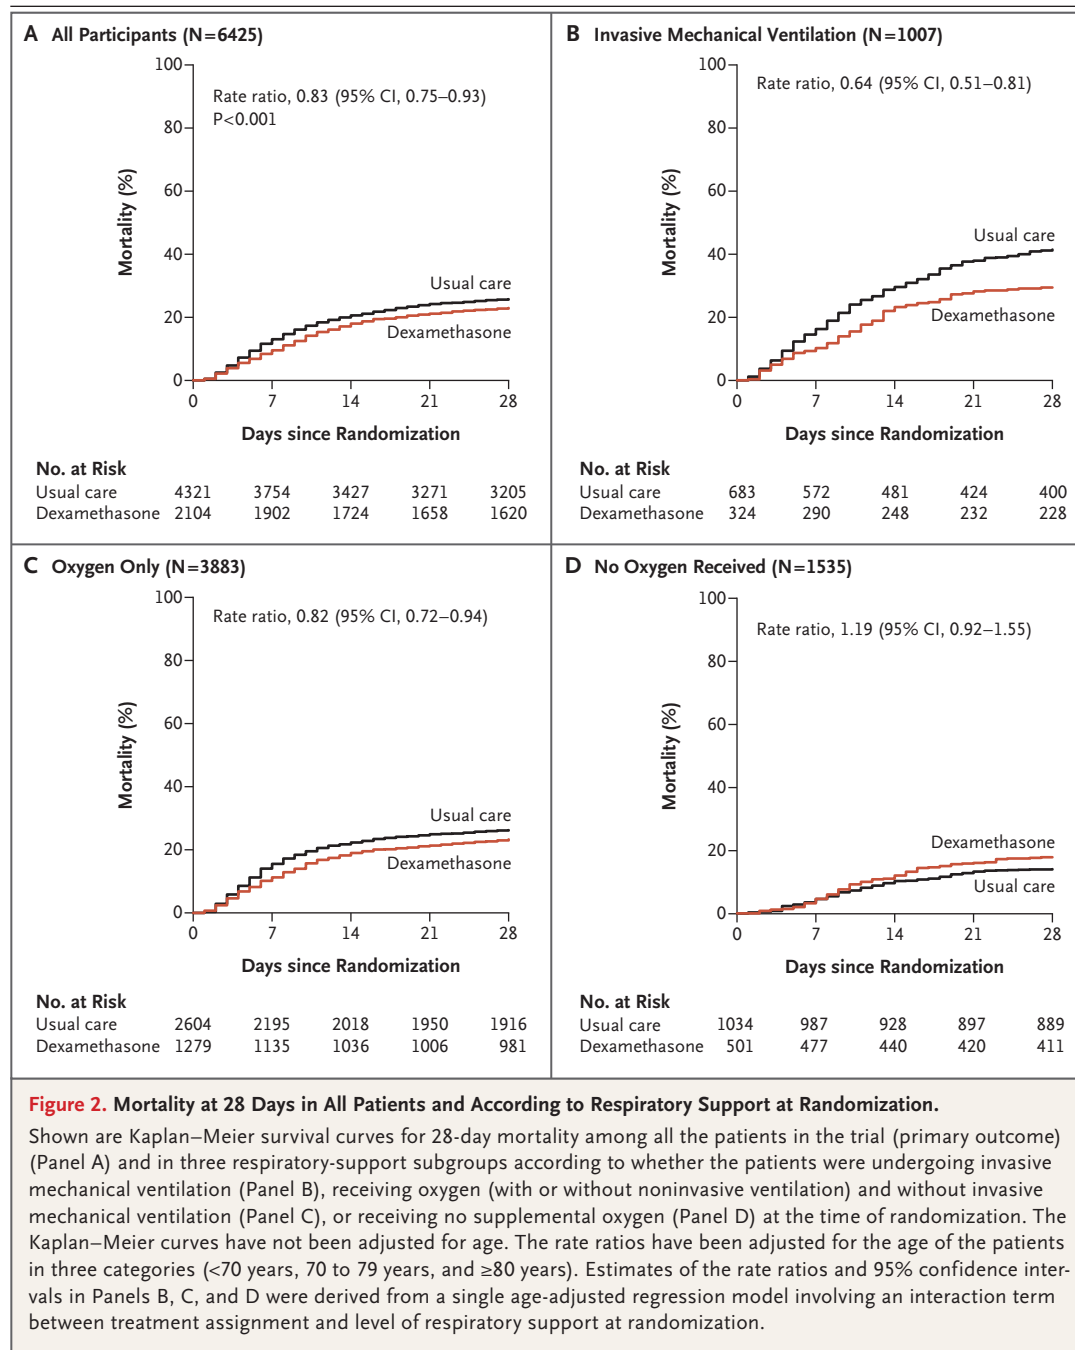 A All Participants (N=6425)
100
80
60
40
20
0
Mortality (%)
Rate ratio, 0.83 (95% CI, 0.75–0.93)
P<0.001
Usual care
Dexamethasone
0 7 14 21 28
Days since Randomization
No. at Risk
Usual care 4321 3754 3427 3271 3205
Dexamethasone 2104 1902 1724 1658 1620
B Invasive Mechanical Ventilation (N=1007)
100
80
60
40
20
0
Mortality (%)
Rate ratio, 0.64 (95% CI, 0.51–0.81)
Usual care
Dexamethasone
0 7 14 21 28
Days since Randomization
No. at Risk
Usual care 683 572 481 424 400
Dexamethasone 324 290 248 232 228
C Oxygen Only (N=3883)
100
80
60
40
20
0
Mortality (%)
Rate ratio, 0.82 (95% CI, 0.72–0.94)
Usual care
Dexamethasone
0 7 14 21 28
Days since Randomization
No. at Risk
Usual care 2604 2195 2018 1950 1916
Dexamethasone 1279 1135 1036 1006 981
D No Oxygen Received (N=1535)
100
80
60
40
20
0
Mortality (%)
Rate ratio, 1.19 (95% CI, 0.92–1.55)
Dexamethasone
Usual care
0 7 14 21 28
Days since Randomization
No. at Risk
Usual care 1034 987 928 897 889
Dexamethasone 501 477 440 420 411
Figure 2. Mortality at 28 Days in All Patients and According to Respiratory Support at Randomization.
Shown are Kaplan–Meier survival curves for 28-day mortality among all the patients in the trial (primary outcome)
(Panel A) and in three respiratory-support subgroups according to whether the patients were undergoing invasive
mechanical ventilation (Panel B), receiving oxygen (with or without noninvasive ventilation) and without invasive
mechanical ventilation (Panel C), or receiving no supplemental oxygen (Panel D) at the time of randomization. The
Kaplan–Meier curves have not been adjusted for age. The rate ratios have been adjusted for the age of the patients
in three categories (<70 years, 70 to 79 years, and ≥80 years). Estimates of the rate ratios and 95% confidence inter-
vals in Panels B, C, and D were derived from a single age-adjusted regression model involving an interaction term
between treatment assignment and level of respiratory support at randomization.